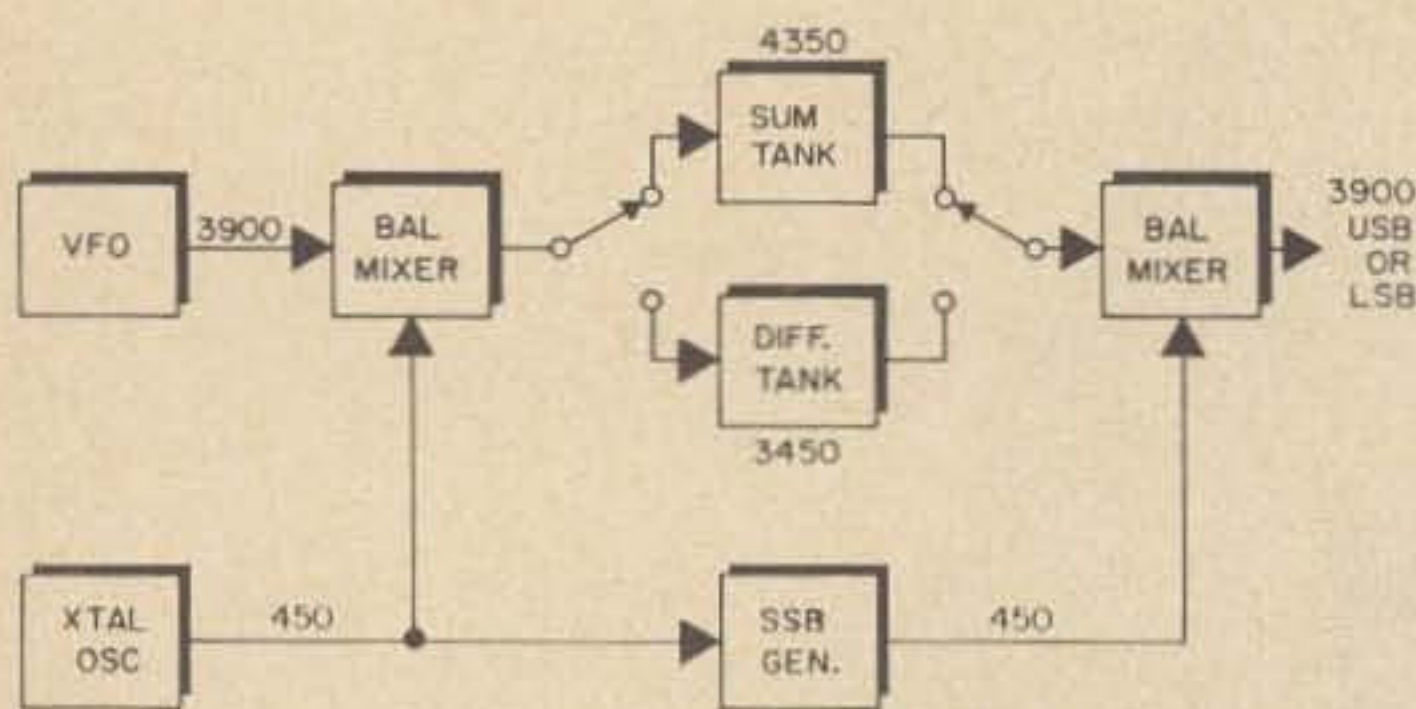 4350
SUM
TANK
VFO
3900
BAL
MIXER
BAL
MIXER
3900
USB
OR
LSB
DIFF.
TANK
3450
XTAL
OSC
450
SSB
GEN.
450